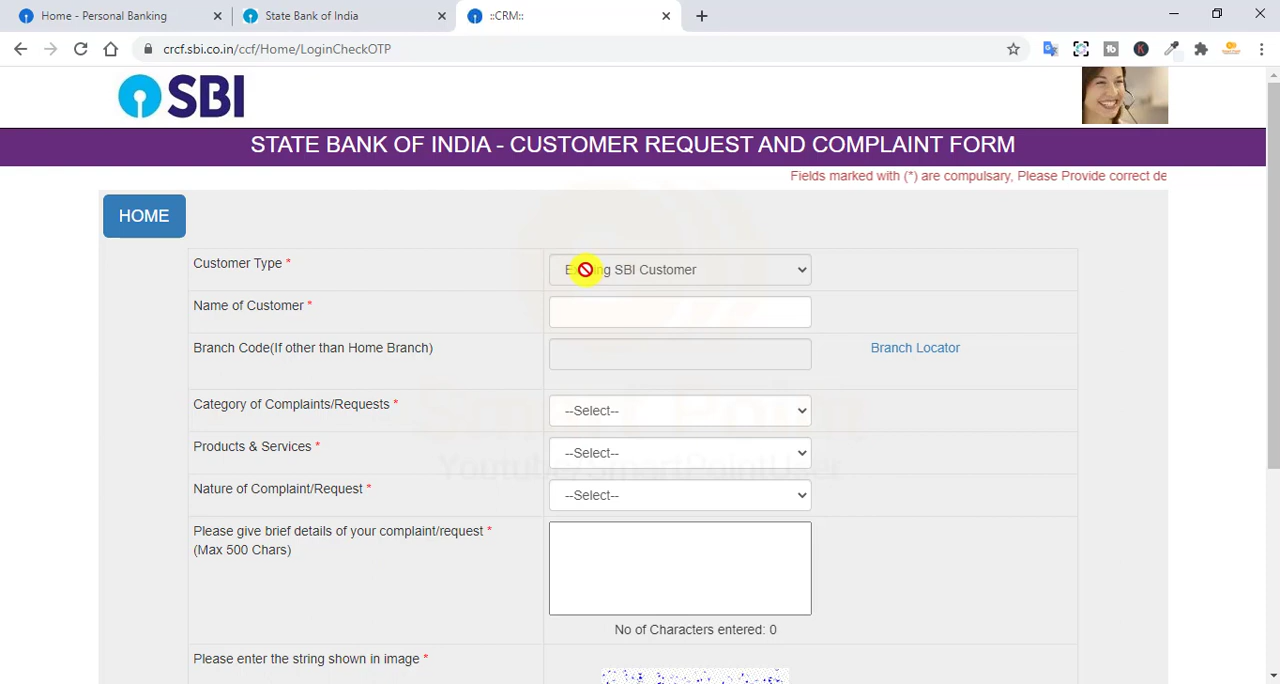 Home - Personal Banking
State Bank of India
::CRM::
crcf.sbi.co.in/ccf/Home/LoginCheckOTP
SBI
STATE BANK OF INDIA - CUSTOMER REQUEST AND COMPLAINT FORM
Fields marked with (*) are compulsary, Please Provide correct de
HOME
Customer Type *
SBI Customer
Name of Customer *
Branch Code(If other than Home Branch)
Branch Locator
Category of Complaints/Requests *
--Select--
Products & Services *
--Select--
Nature of Complaint/Request *
--Select--
Please give brief details of your complaint/request *
(Max 500 Chars)
No of Characters entered: 0
Please enter the string shown in image *
Smart Point
Youtube/SmartPointUser